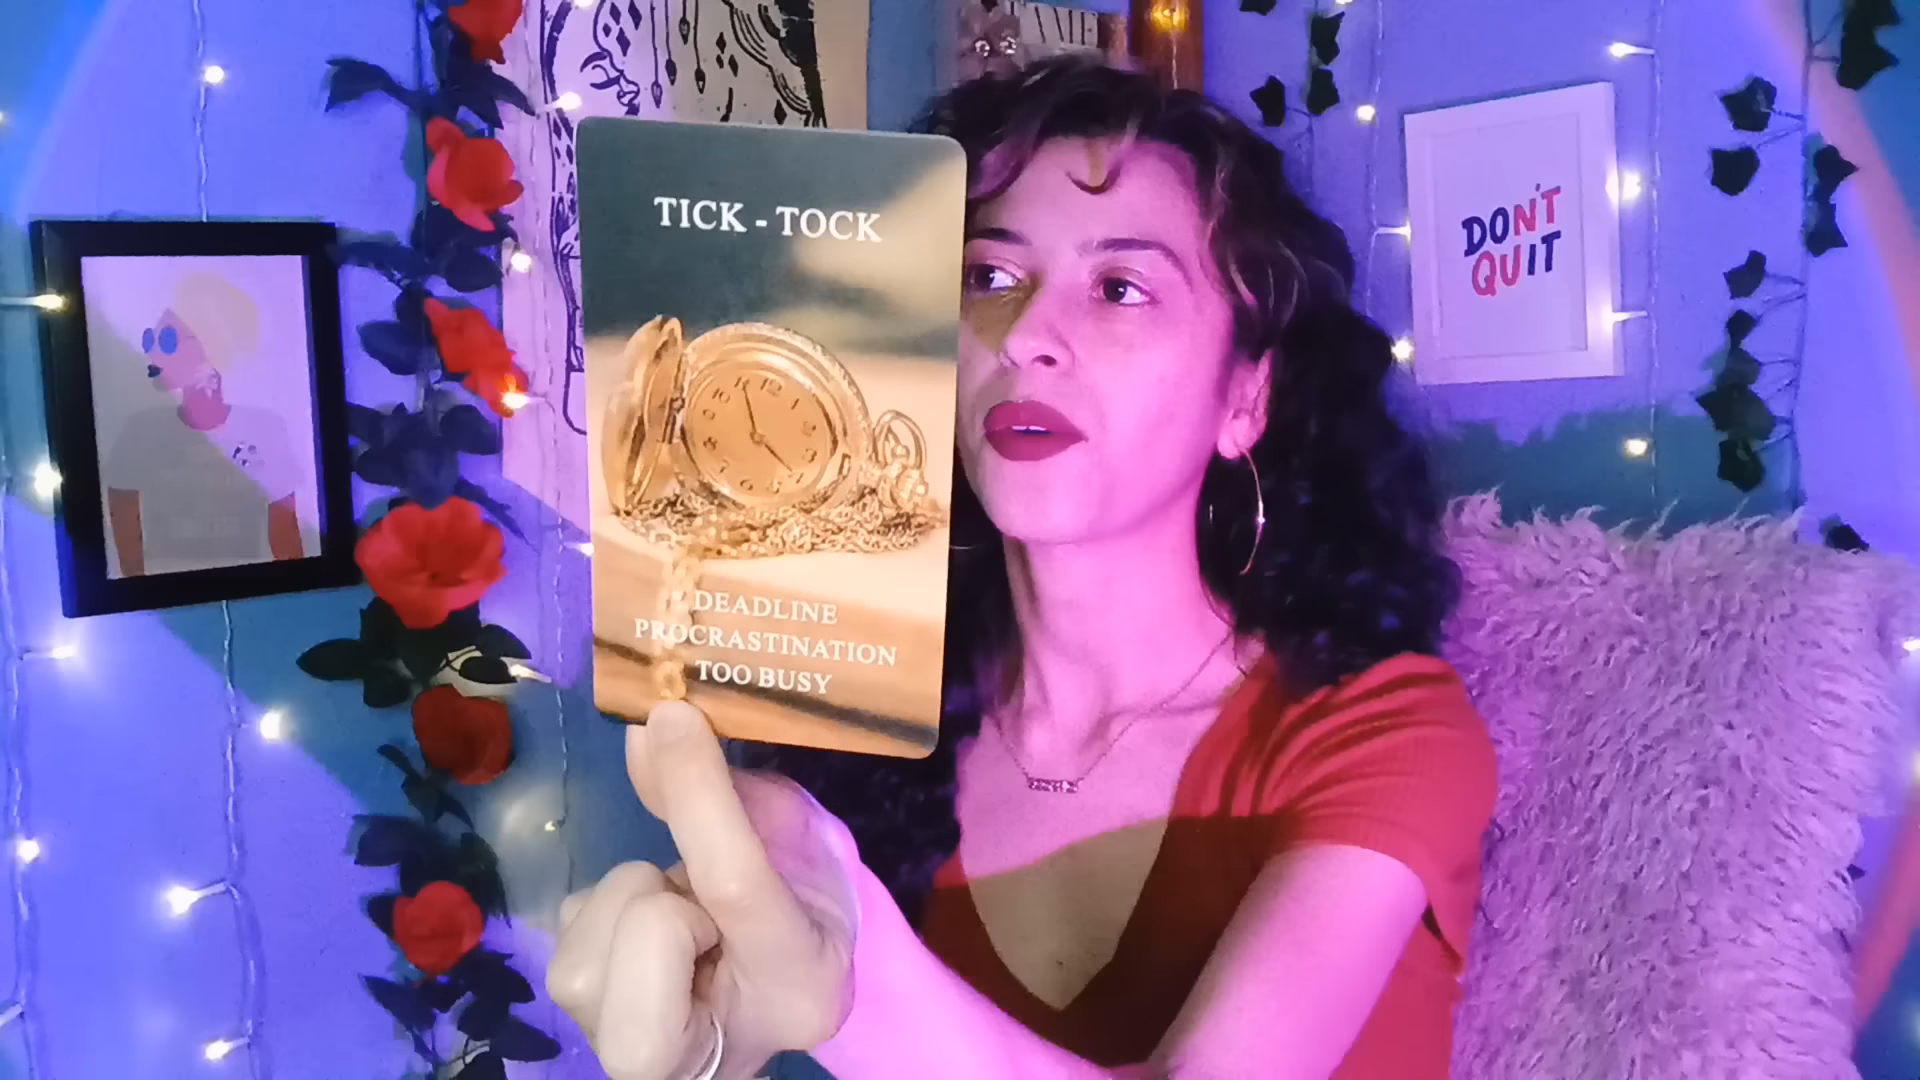 TICK - TOCK
DEADLINE
PROCRASTINATION
TOO BUSY
DON'T
QUIT